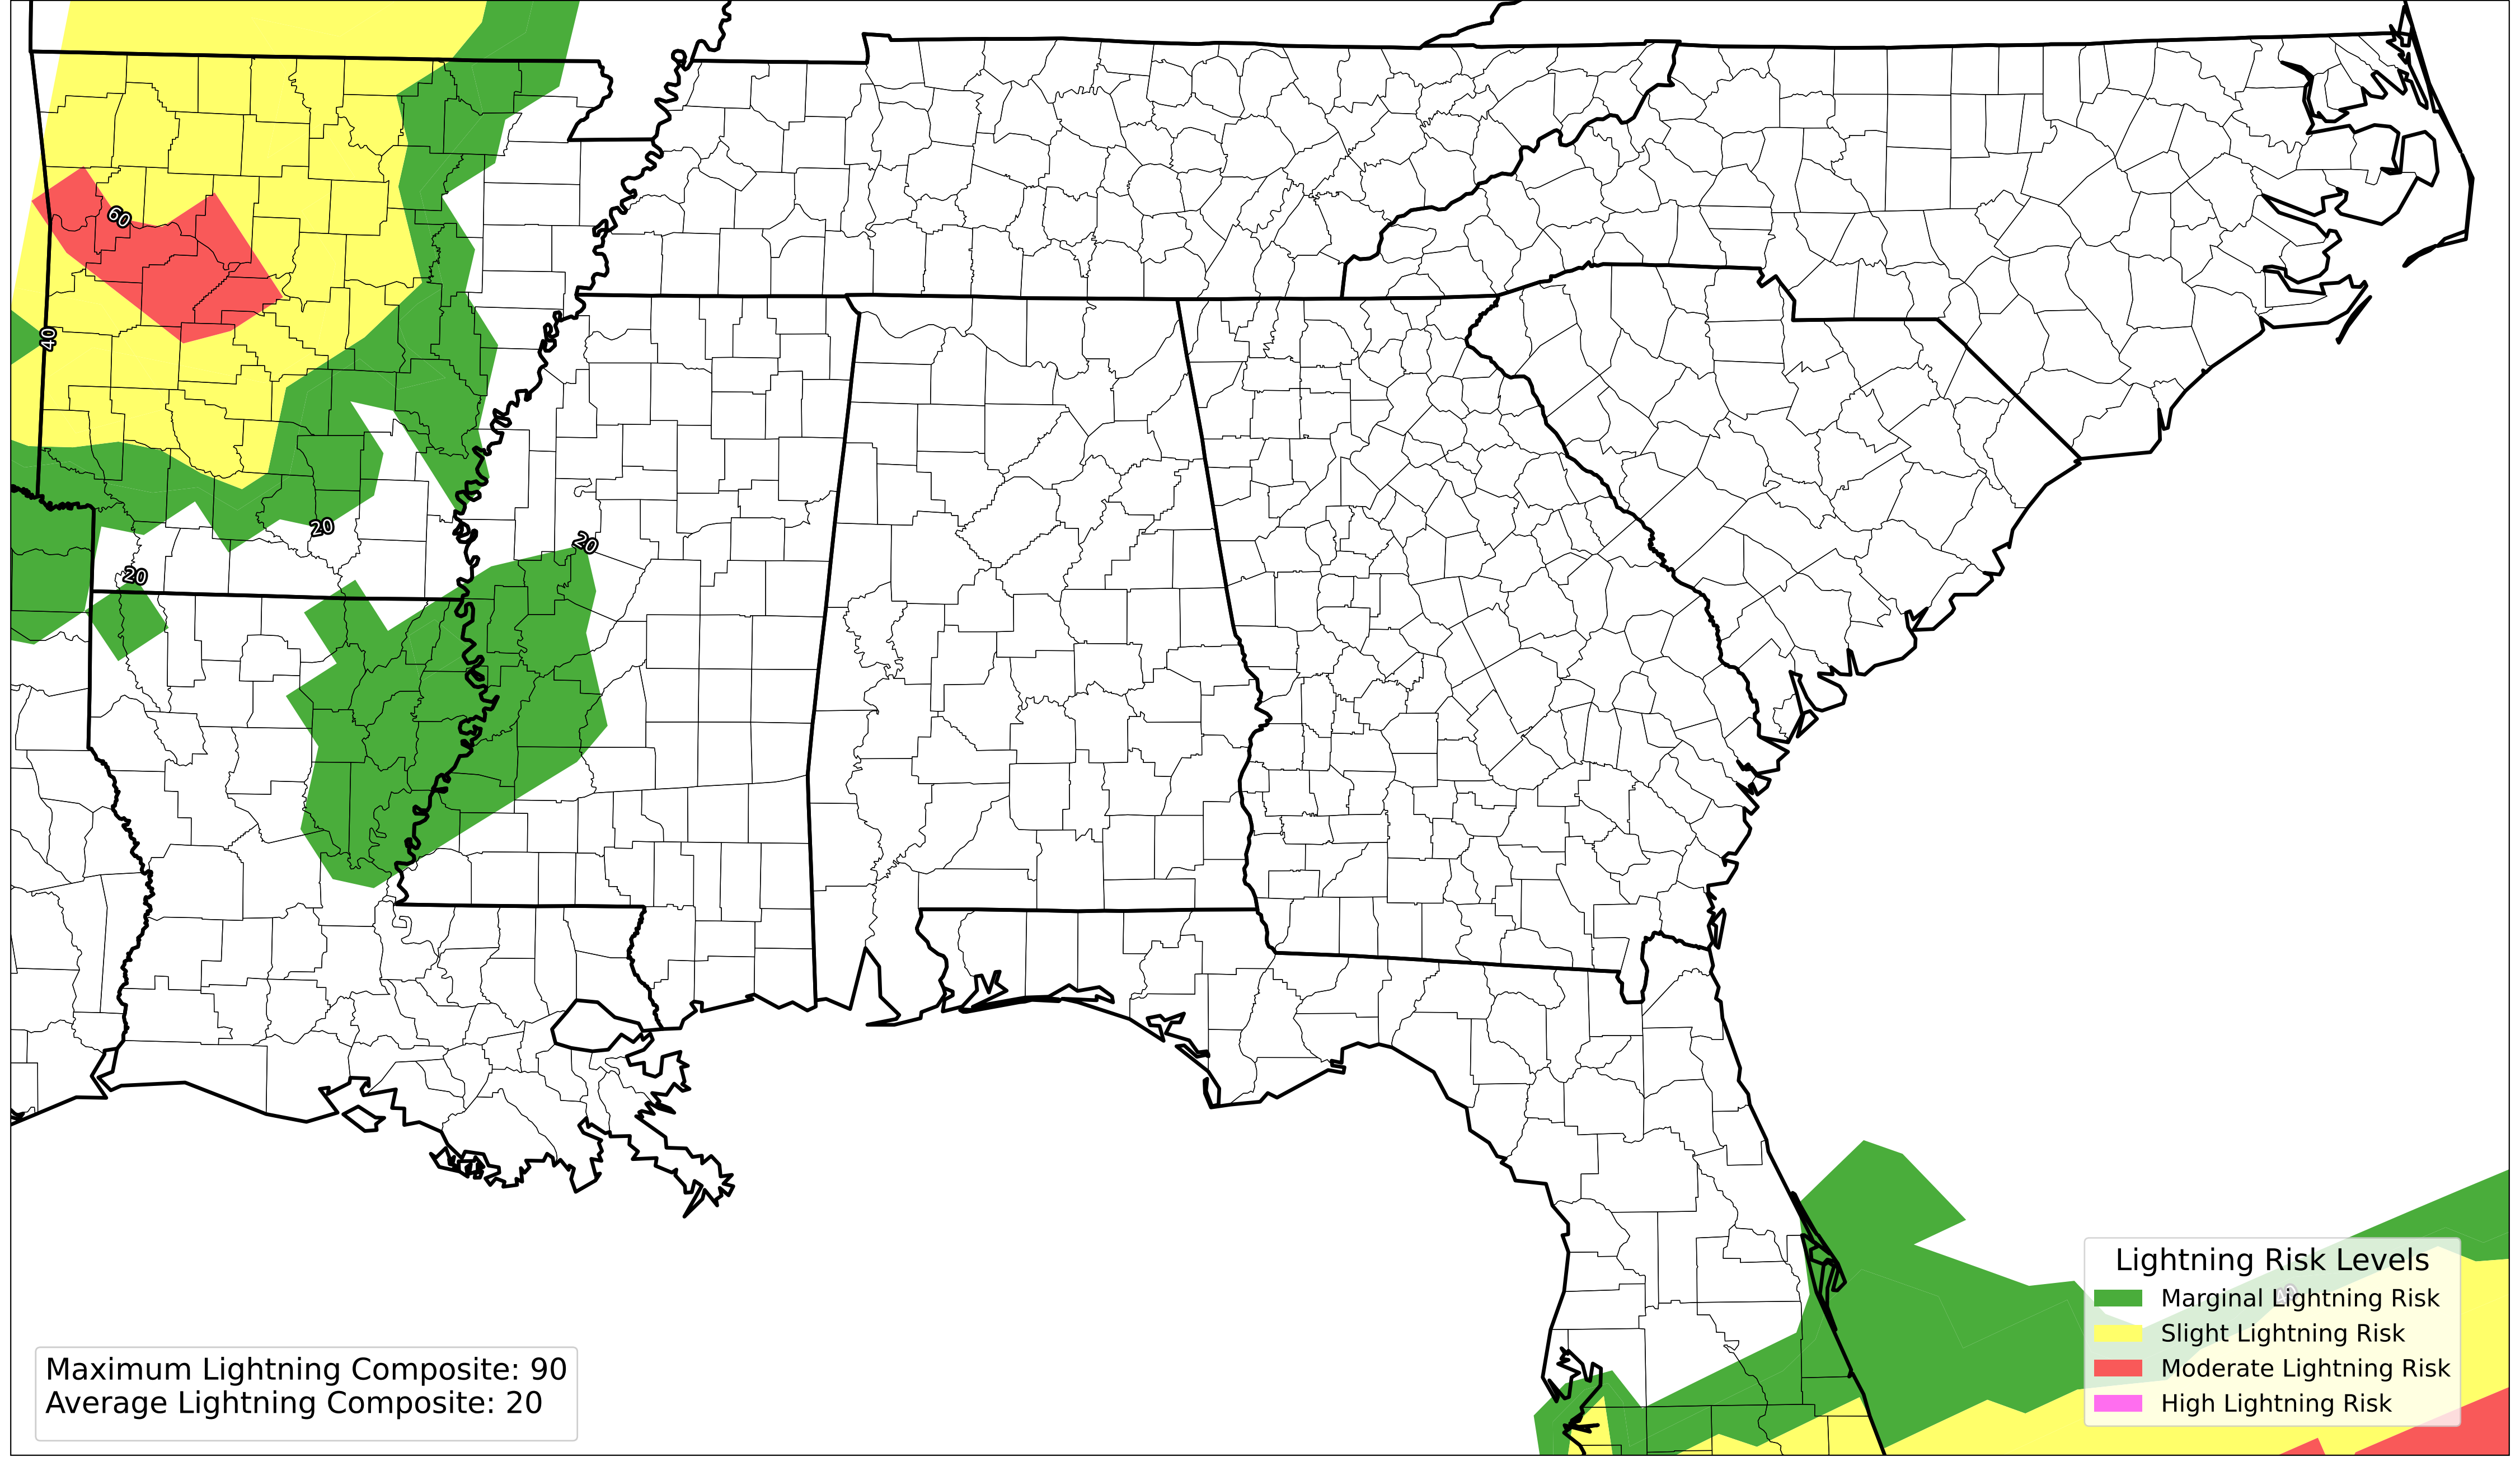 60
40
20
20
20
Lightning Risk Levels
Marginal Lightning Risk
Slight Lightning Risk
Moderate Lightning Risk
High Lightning Risk
Maximum Lightning Composite: 90
Average Lightning Composite: 20